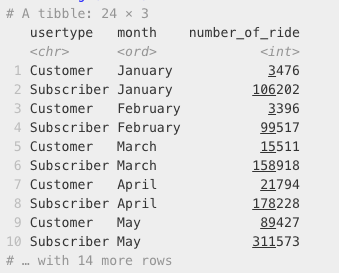 # A tibble: 24 × 3
usertype month number_of_ride
<chr> <ord> <int>
1 Customer January 3476
2 Subscriber January 106202
3 Customer February 3396
4 Subscriber February 99517
5 Customer March 15511
6 Subscriber March 158918
7 Customer April 21794
8 Subscriber April 178228
9 Customer May 89427
10 Subscriber May 311573
# … with 14 more rows